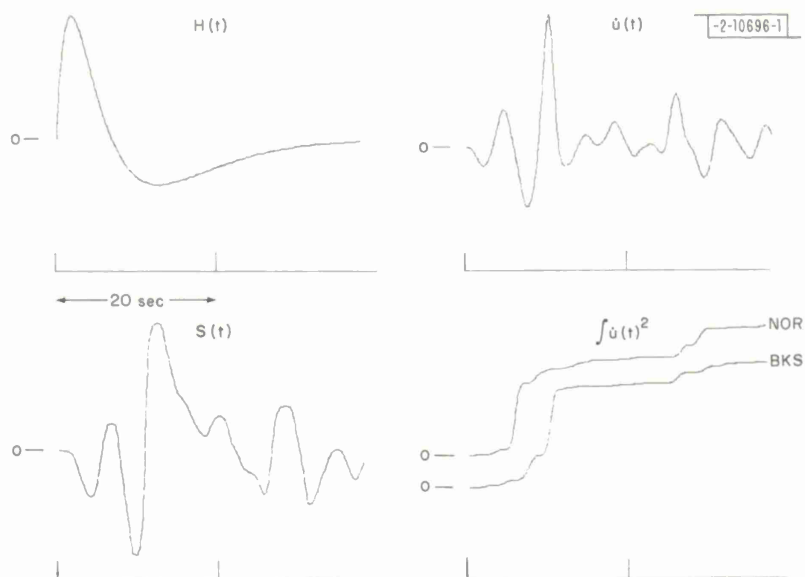 H(t)
u̇(t)
-2-10696-1
0
0
20 sec
S(t)
∫u̇(t)²
NOR
BKS
0
0
0